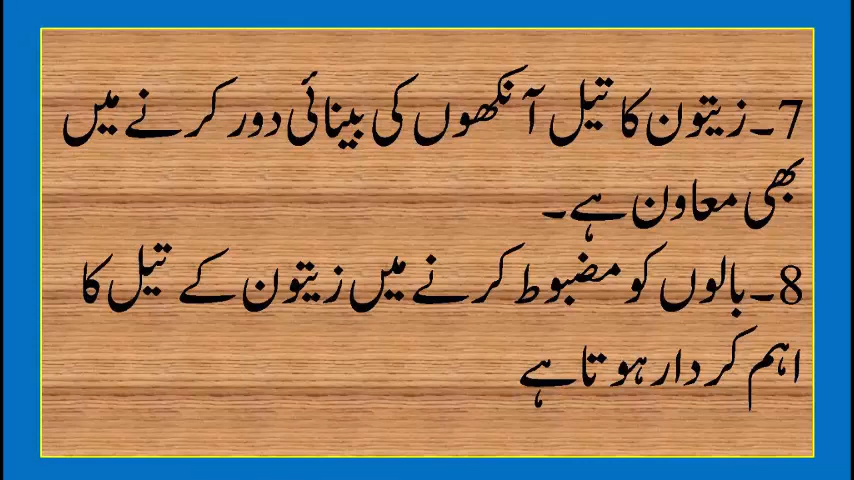 7۔زیتون کا تیل آنکھوں کی بینائی دور کرنے میں
بھی معاون ہے۔
8۔بالوں کو مضبوط کرنے میں زیتون کے تیل کا
اہم کردار ہوتا ہے